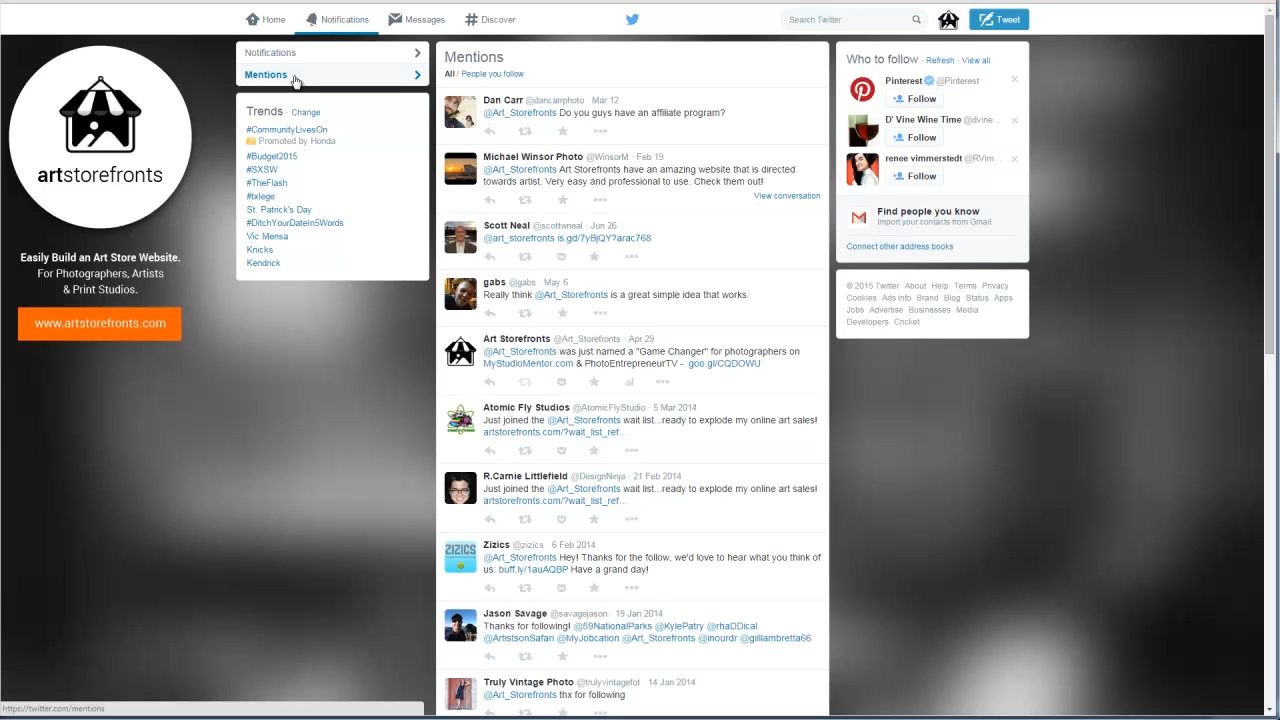 Home
Notifications
Messages
Discover
Search Twitter
Tweet
artstorefronts
Easily Build an Art Store Website.
For Photographers, Artists
& Print Studios.
www.artstorefronts.com
Notifications
Mentions
Trends · Change
#CommunityLivesOn
Promoted by Honda
#Budget2015
#SXSW
#TheFlash
#txlege
St. Patrick's Day
#DitchYourDateIn5Words
Vic Mensa
Knicks
Kendrick
Mentions
All / People you follow
Dan Carr @dancarrphoto · Mar 12
@Art_Storefronts Do you guys have an affiliate program?
Michael Winsor Photo @WinsorM · Feb 19
@Art_Storefronts Art Storefronts have an amazing website that is directed
towards artist. Very easy and professional to use. Check them out!
View conversation
Scott Neal @scottwneal · Jun 26
@art_storefronts is.gd/7yBjQY?arac768
gabs @gabs · May 6
Really think @Art_Storefronts is a great simple idea that works.
Art Storefronts @Art_Storefronts · Apr 29
@Art_Storefronts was just named a "Game Changer" for photographers on
MyStudioMentor.com & PhotoEntrepreneurTV - goo.gl/CQDOWU
Atomic Fly Studios @AtomicFlyStudio · 5 Mar 2014
Just joined the @Art_Storefronts wait list...ready to explode my online art sales!
artstorefronts.com/?wait_list_ref...
R.Carnie Littlefield @DesignNinja · 21 Feb 2014
Just joined the @Art_Storefronts wait list...ready to explode my online art sales!
artstorefronts.com/?wait_list_ref...
ZIZICS
Zizics @zizics · 6 Feb 2014
@Art_Storefronts Hey! Thanks for the follow, we'd love to hear what you think of
us: buff.ly/1auAQBP Have a grand day!
Jason Savage @savagejason · 19 Jan 2014
Thanks for following! @59NationalParks @KylePatry @rhaDDical
@ArtistsonSafari @MyJobcation @Art_Storefronts @inourdr @gilliambretta66
Truly Vintage Photo @trulyvintagefot · 14 Jan 2014
@Art_Storefronts thx for following
Who to follow · Refresh · View all
Pinterest @Pinterest
Follow
D' Vine Wine Time @dvine...
Follow
renee vimmerstedt @RVim...
Follow
Find people you know
Import your contacts from Gmail
Connect other address books
© 2015 Twitter About Help Terms Privacy
Cookies Ads info Brand Blog Status Apps
Jobs Advertise Businesses Media
Developers Cricket
https://twitter.com/mentions